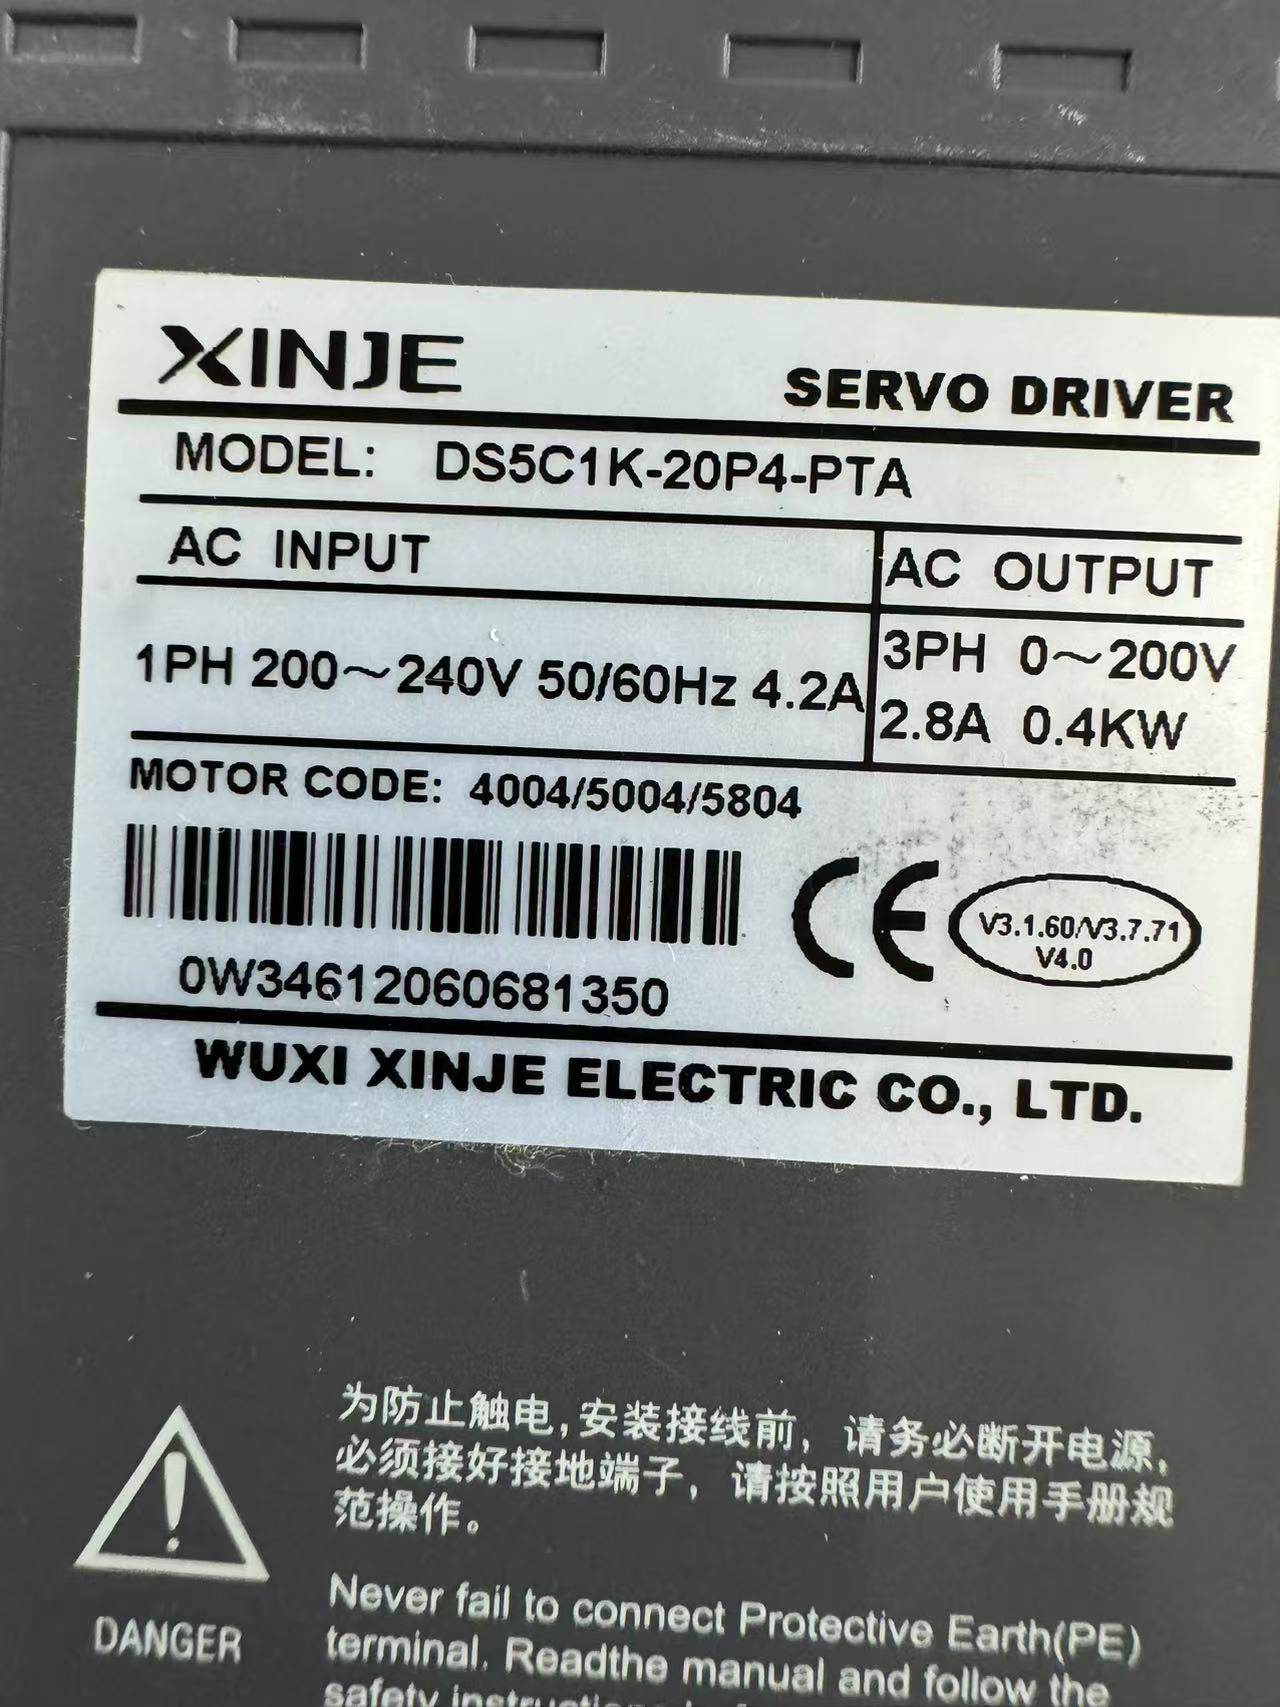 XINJE
SERVO DRIVER
MODEL: DS5C1K-20P4-PTA
AC INPUT
AC OUTPUT
1PH 200～240V 50/60Hz 4.2A
3PH 0～200V
2.8A 0.4KW
MOTOR CODE: 4004/5004/5804
0W34612060681350
CE
V3.1.60/V3.7.71
V4.0
WUXI XINJE ELECTRIC CO., LTD.
为防止触电,安装接线前，请务必断开电源，
必须接好接地端子，请按照用户使用手册规
范操作。
DANGER
Never fail to connect Protective Earth(PE)
terminal. Readthe manual and follow the
safety